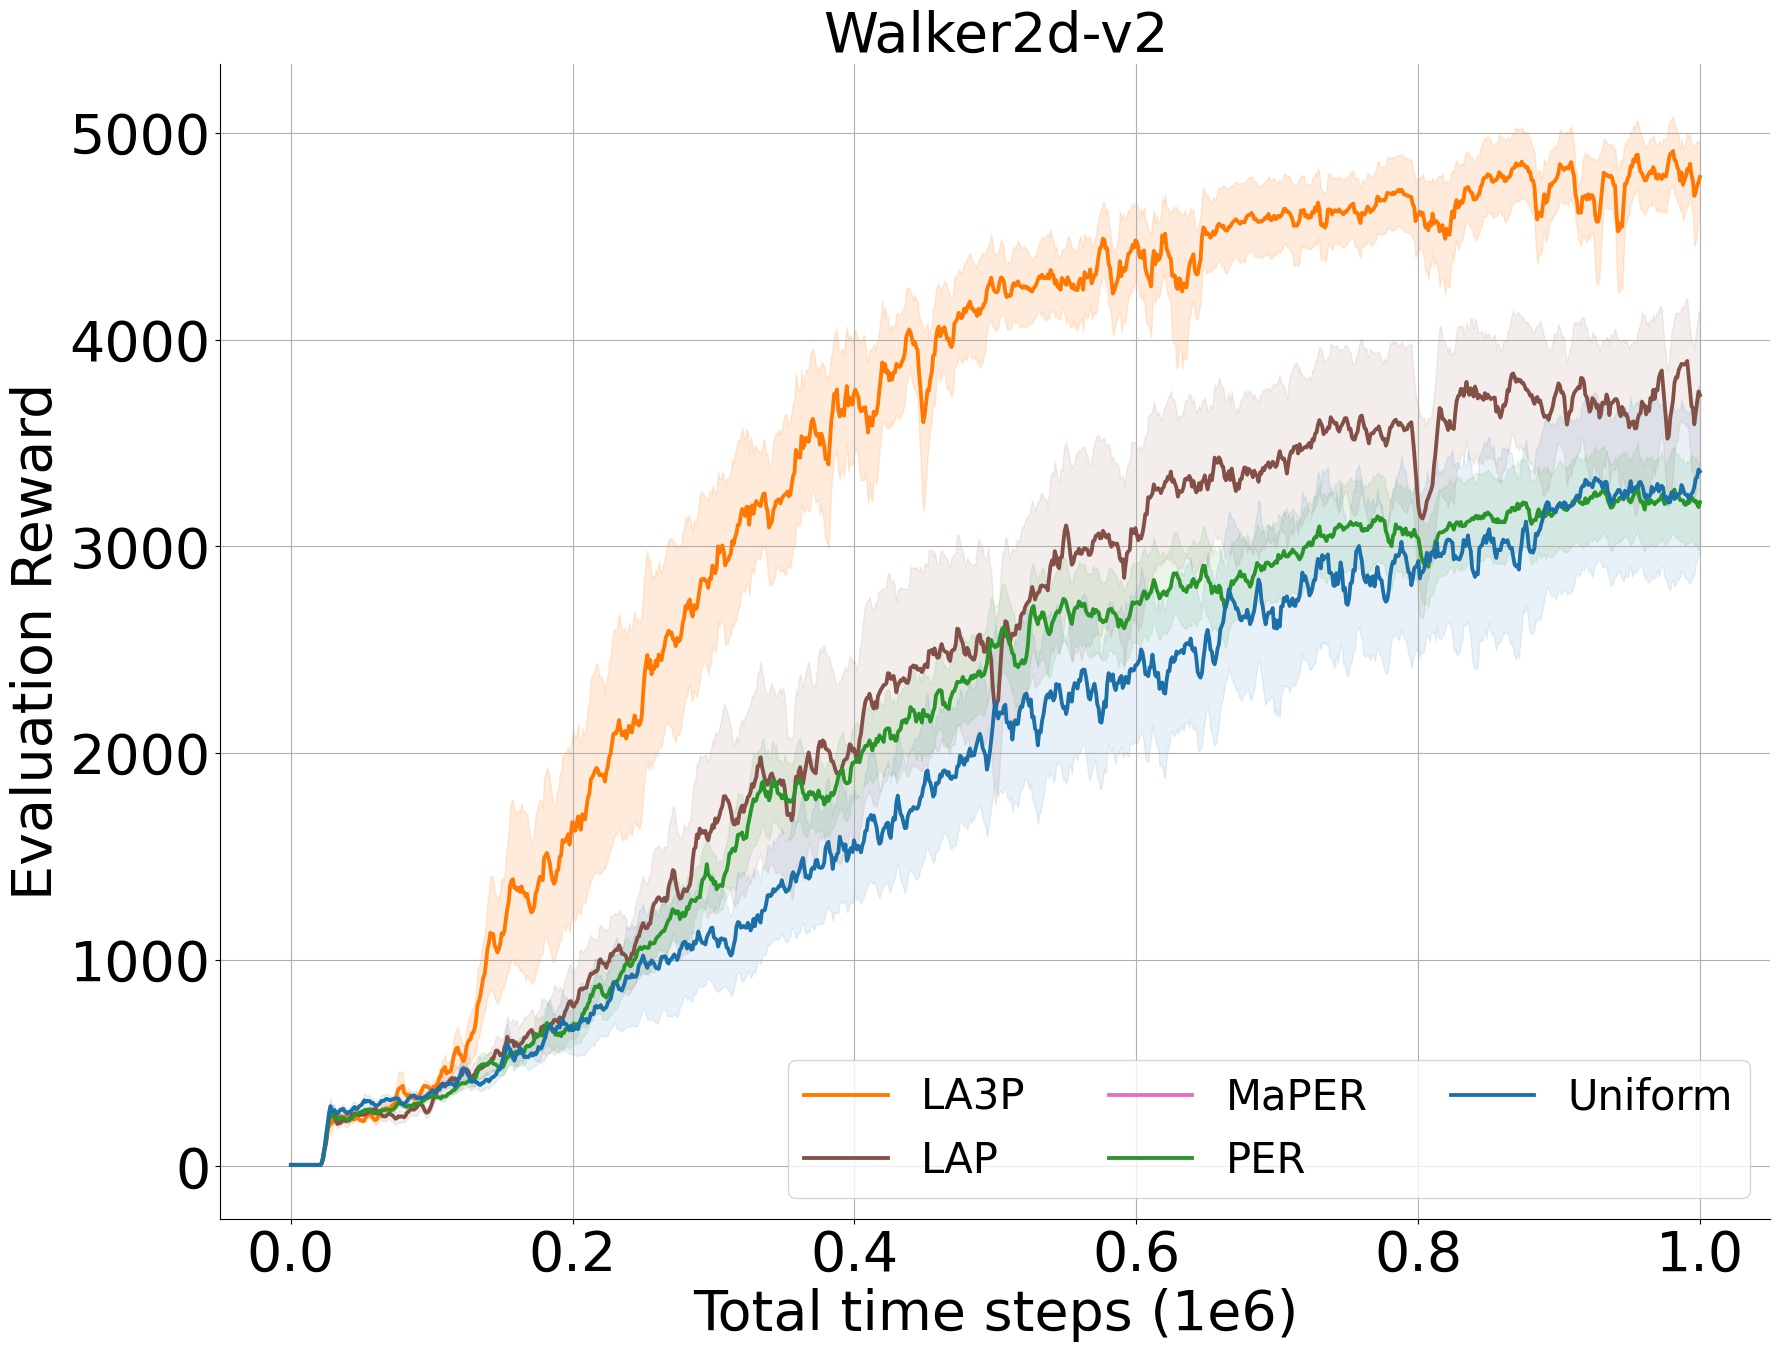 Walker2d-v2
Evaluation Reward
5000
4000
3000
2000
1000
0
LA3P MaPER Uniform
LAP PER
0.0 0.2 0.4 0.6 0.8 1.0
Total time steps (1e6)